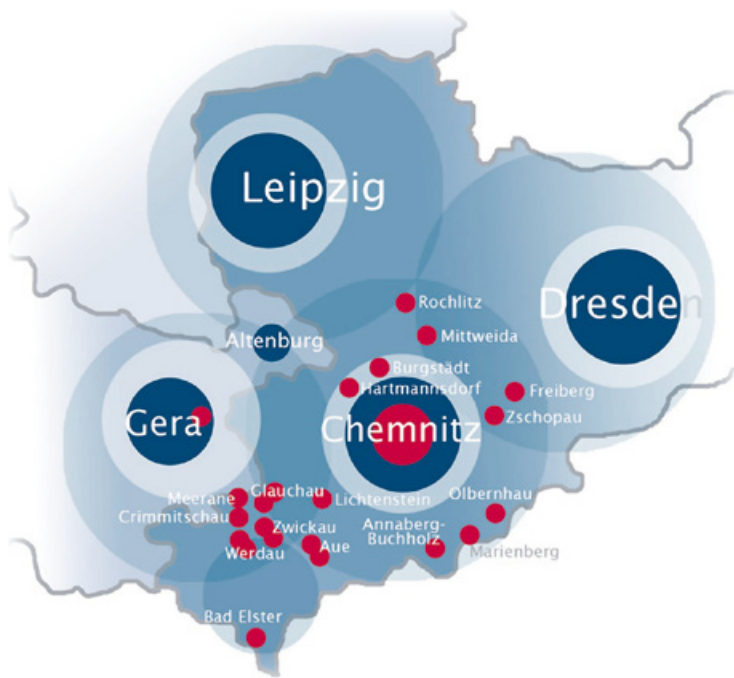 Leipzig
Rochlitz
Dresden
Mittweida
Altenburg
Burgstädt
Hartmannsdorf
Freiberg
Gera
Zschopau
Chemnitz
Meerane
Glauchau
Lichtenstein
Olbernhau
Crimmitschau
Zwickau
Annaberg-
Buchholz
Werdau
Aue
Marienberg
Bad Elster